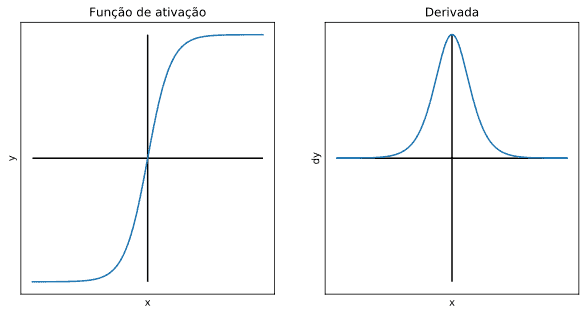 Função de ativação
y
x
Derivada
dy
x